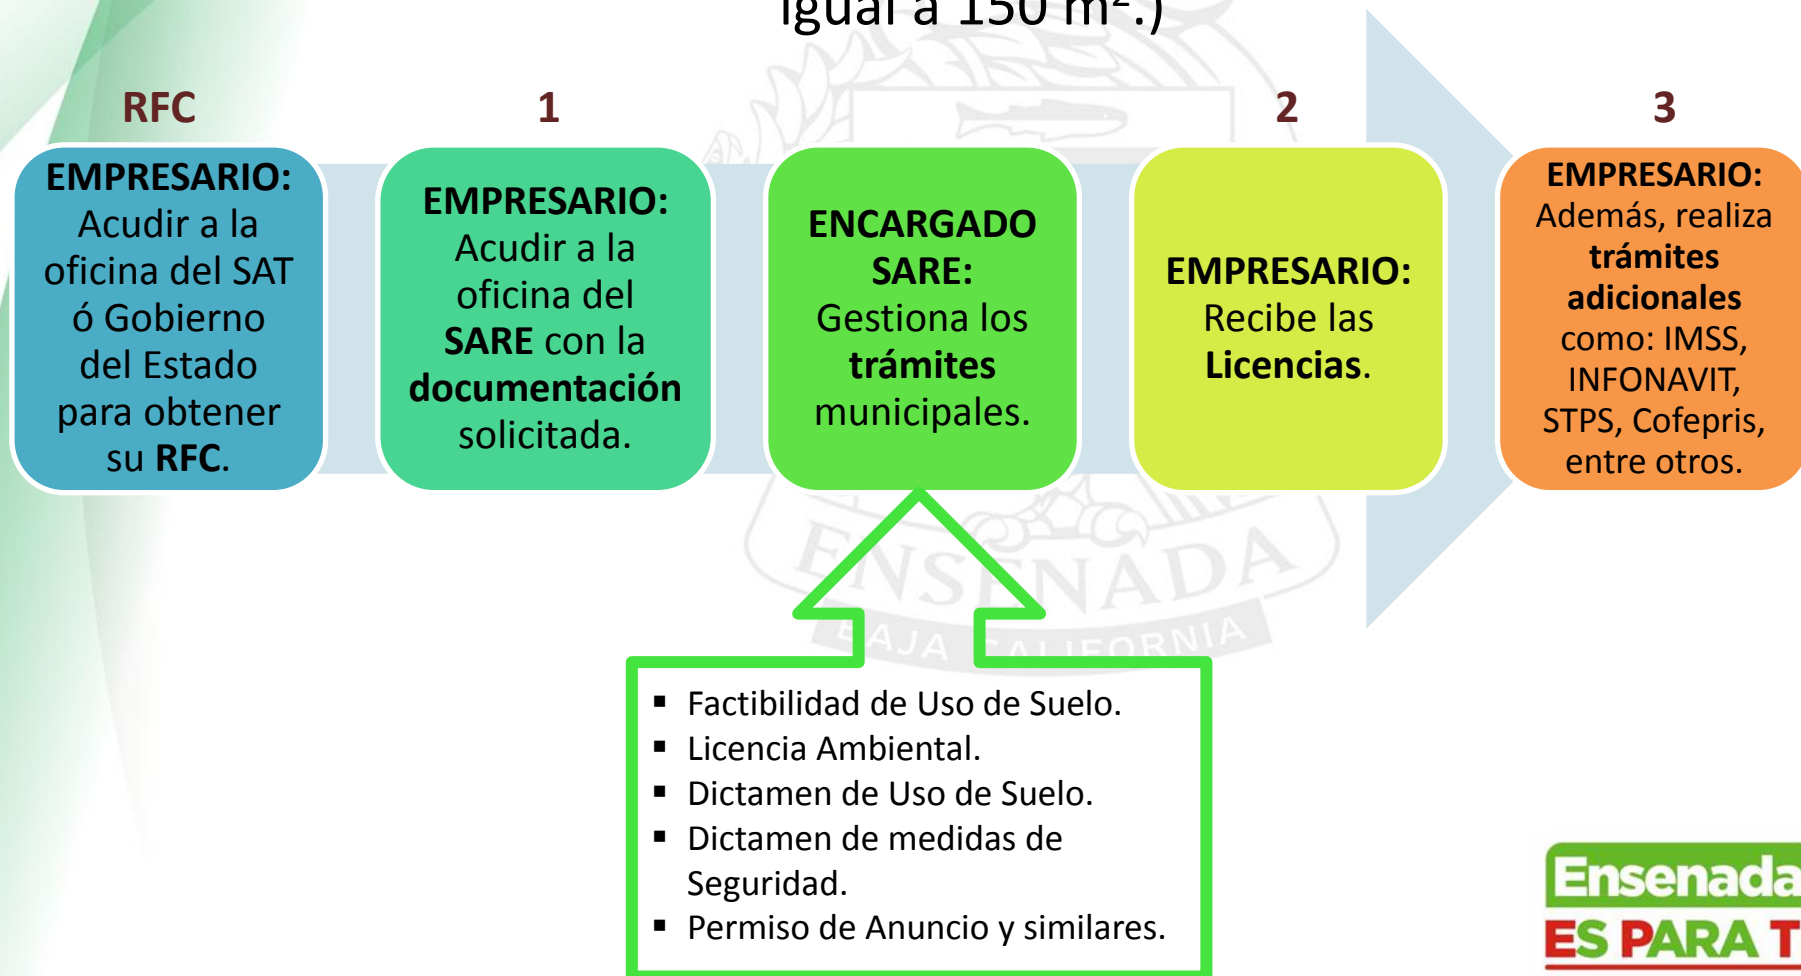 igual a 150 m².)
RFC
EMPRESARIO:
Acudir a la
oficina del SAT
ó Gobierno
del Estado
para obtener
su RFC.
1
EMPRESARIO:
Acudir a la
oficina del
SARE con la
documentación
solicitada.
ENCARGADO
SARE:
Gestiona los
trámites
municipales.
2
EMPRESARIO:
Recibe las
Licencias.
3
EMPRESARIO:
Además, realiza
trámites
adicionales
como: IMSS,
INFONAVIT,
STPS, Cofepris,
entre otros.
ENSENADA
BAJA CALIFORNIA
▪ Factibilidad de Uso de Suelo.
▪ Licencia Ambiental.
▪ Dictamen de Uso de Suelo.
▪ Dictamen de medidas de
Seguridad.
▪ Permiso de Anuncio y similares.
Ensenada
ES PARA T